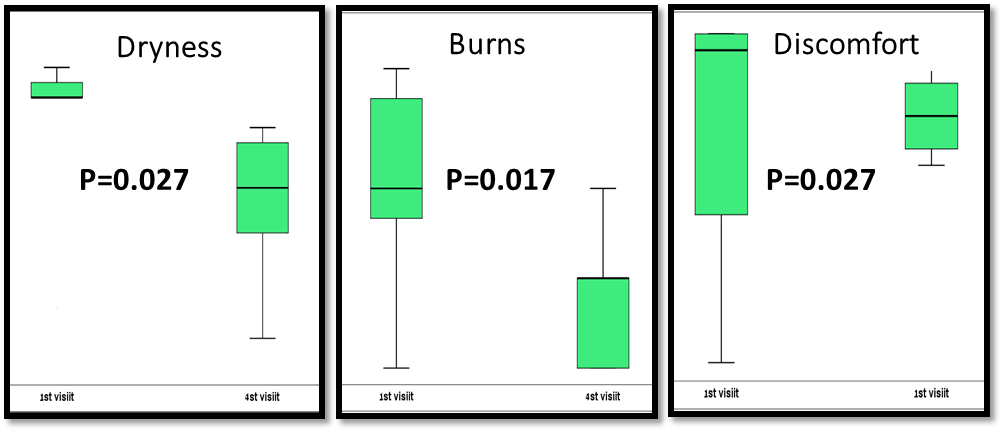 Dryness
P=0.027
1st visiit
4st visiit
Burns
P=0.017
1st visiit
4st visiit
Discomfort
P=0.027
1st visiit
1st visiit